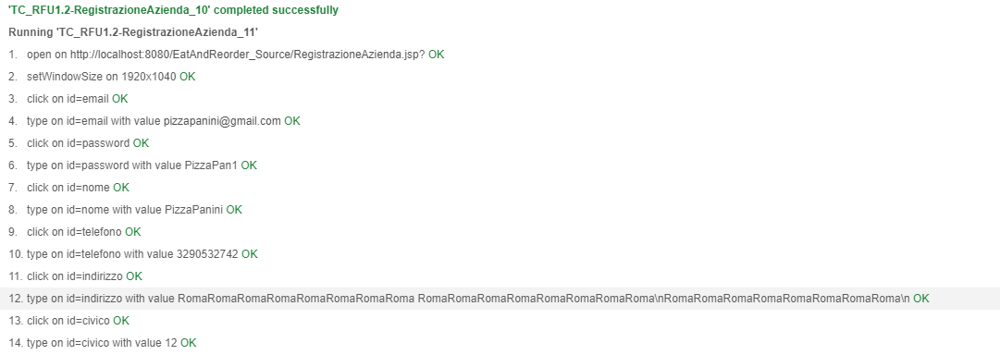 'TC_RFU1.2-RegistrazioneAzienda_10' completed successfully
Running 'TC_RFU1.2-RegistrazioneAzienda_11'
1. open on http://localhost:8080/EatAndReorder_Source/RegistrazioneAzienda.jsp? OK
2. setWindowSize on 1920x1040 OK
3. click on id=email OK
4. type on id=email with value pizzapanini@gmail.com OK
5. click on id=password OK
6. type on id=password with value PizzaPan1 OK
7. click on id=nome OK
8. type on id=nome with value PizzaPanini OK
9. click on id=telefono OK
10. type on id=telefono with value 3290532742 OK
11. click on id=indirizzo OK
12. type on id=indirizzo with value RomaRomaRomaRomaRomaRomaRomaRoma RomaRomaRomaRomaRomaRomaRomaRoma\nRomaRomaRomaRomaRomaRomaRomaRoma\n OK
13. click on id=civico OK
14. type on id=civico with value 12 OK